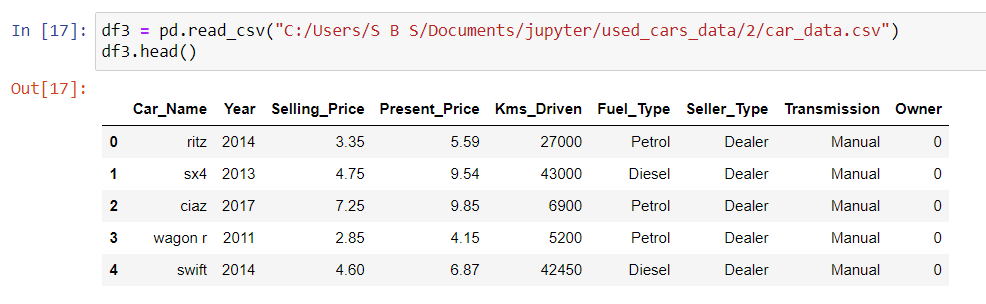 In [17]: df3 = pd.read_csv("C:/Users/S B S/Documents/jupyter/used_cars_data/2/car_data.csv")
df3.head()
Out[17]:
Car_Name Year Selling_Price Present_Price Kms_Driven Fuel_Type Seller_Type Transmission Owner
0 ritz 2014 3.35 5.59 27000 Petrol Dealer Manual 0
1 sx4 2013 4.75 9.54 43000 Diesel Dealer Manual 0
2 ciaz 2017 7.25 9.85 6900 Petrol Dealer Manual 0
3 wagon r 2011 2.85 4.15 5200 Petrol Dealer Manual 0
4 swift 2014 4.60 6.87 42450 Diesel Dealer Manual 0